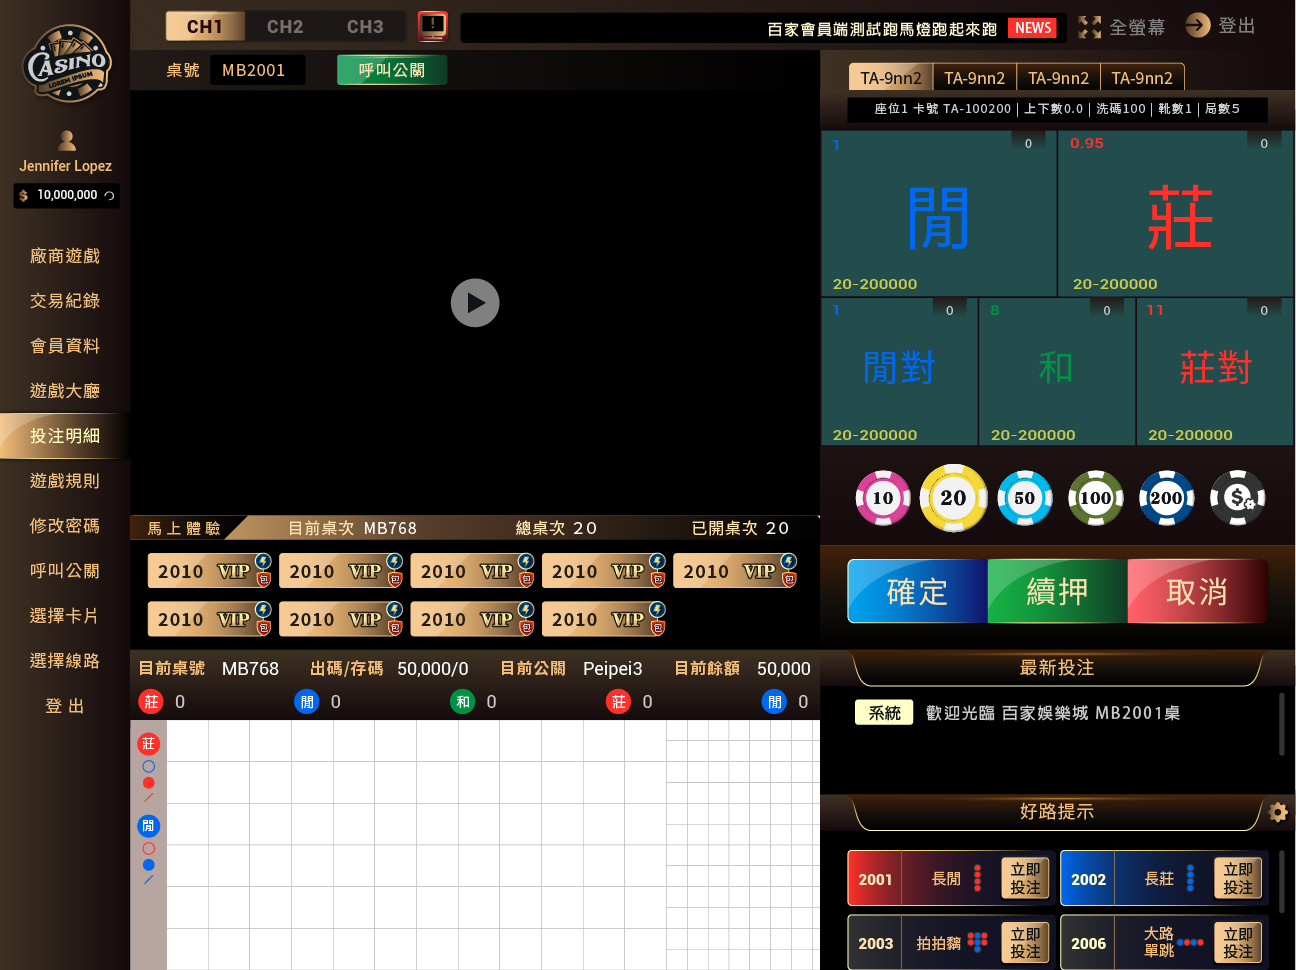 CASINO
LOREM IPSUM
Jennifer Lopez
10,000,000
廠商遊戲
交易紀錄
會員資料
遊戲大廳
投注明細
遊戲規則
修改密碼
呼叫公關
選擇卡片
選擇線路
登出
CH1 CH2 CH3
百家會員端測試跑馬燈跑起來跑 NEWS
全螢幕 登出
桌號 MB2001 呼叫公關
馬上體驗 目前桌次 MB768 總桌次 20 已開桌次 20
2010 VIP 包 2010 VIP 包 2010 VIP 包 2010 VIP 包 2010 VIP 包
2010 VIP 包 2010 VIP 包 2010 VIP 包 2010 VIP 包
目前桌號 MB768 出碼/存碼 50,000/0 目前公關 Peipei3 目前餘額 50,000
莊 0 閒 0 和 0 莊 0 閒 0
莊
閒
TA-9nn2 TA-9nn2 TA-9nn2 TA-9nn2
座位1 卡號 TA-100200 | 上下數0.0 | 洗碼100 | 靴數1 | 局數5
1 0 0.95 0
閒 莊
20-200000 20-200000
1 0 8 0 11 0
閒對 和 莊對
20-200000 20-200000 20-200000
10 20 50 100 200 $
確定 續押 取消
最新投注
系統 歡迎光臨 百家娛樂城 MB2001桌
好路提示
2001 長閒 立即投注 2002 長莊 立即投注
2003 拍拍黐 立即投注 2006 大路單跳 立即投注